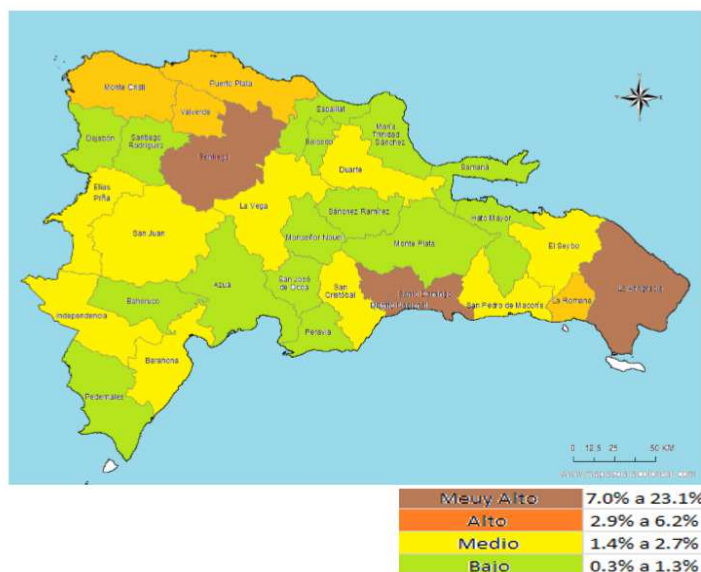 Monte Cristi
Puerto Plata
Valverde
Espaillat
María
Trinidad
Sánchez
Dajabón
Santiago
Rodríguez
Santiago
Salcedo
Duarte
Samaná
Elías
Piña
La Vega
San Juan
Sánchez Ramírez
Hato Mayor
Monseñor Nouel
Monte Plata
El Seybo
Azua
San José
de Ocoa
San
Cristóbal
Santo Domingo
La Altagracia
Bahoruco
San Pedro de Macorís
La Romana
Independencia
Peravia
Barahona
Pedernales
0 12.5 25 50 KM
Meuy Alto 7.0% a 23.1%
Alto 2.9% a 6.2%
Medio 1.4% a 2.7%
Bajo 0.3% a 1.3%